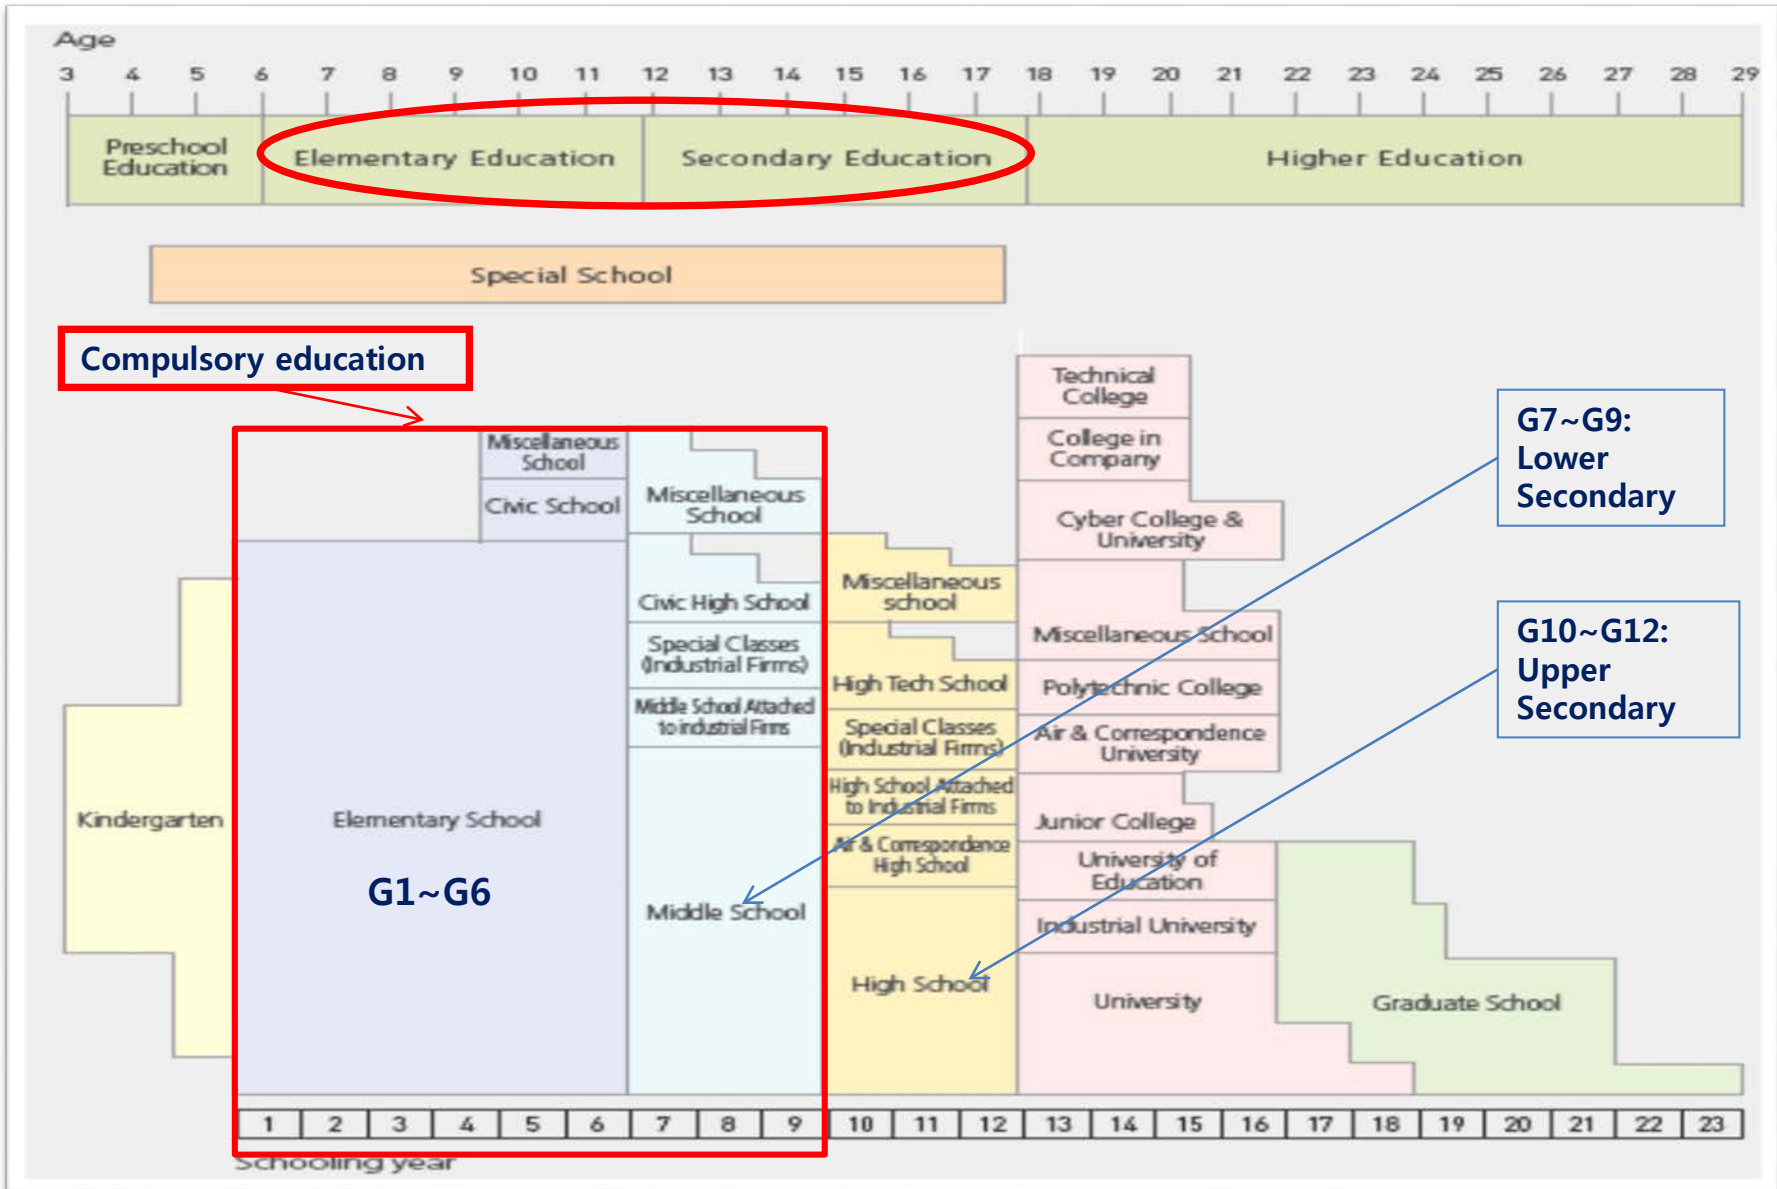 Age
3 4 5 6 7 8 9 10 11 12 13 14 15 16 17 18 19 20 21 22 23 24 25 26 27 28 29
Preschool
Education
Elementary Education
Secondary Education
Higher Education
Special School
Compulsory education
Technical
College
College in
Company
Cyber College &
University
Miscellaneous School
Polytechnic College
Air & Correspondence
University
Junior College
University of
Education
Industrial University
University
Graduate School
G7~G9:
Lower
Secondary
G10~G12:
Upper
Secondary
Miscellaneous
School
Civic School
Miscellaneous
School
Civic High School
Special Classes
(Industrial Firms)
Middle School Attached
to industrial Firms
Middle School
Miscellaneous
school
High Tech School
Special Classes
(Industrial Firms)
High School Attached
to Industrial Firms
Air & Correspondence
High School
High School
Kindergarten
Elementary School
G1~G6
1 2 3 4 5 6 7 8 9 10 11 12 13 14 15 16 17 18 19 20 21 22 23
Schooling year